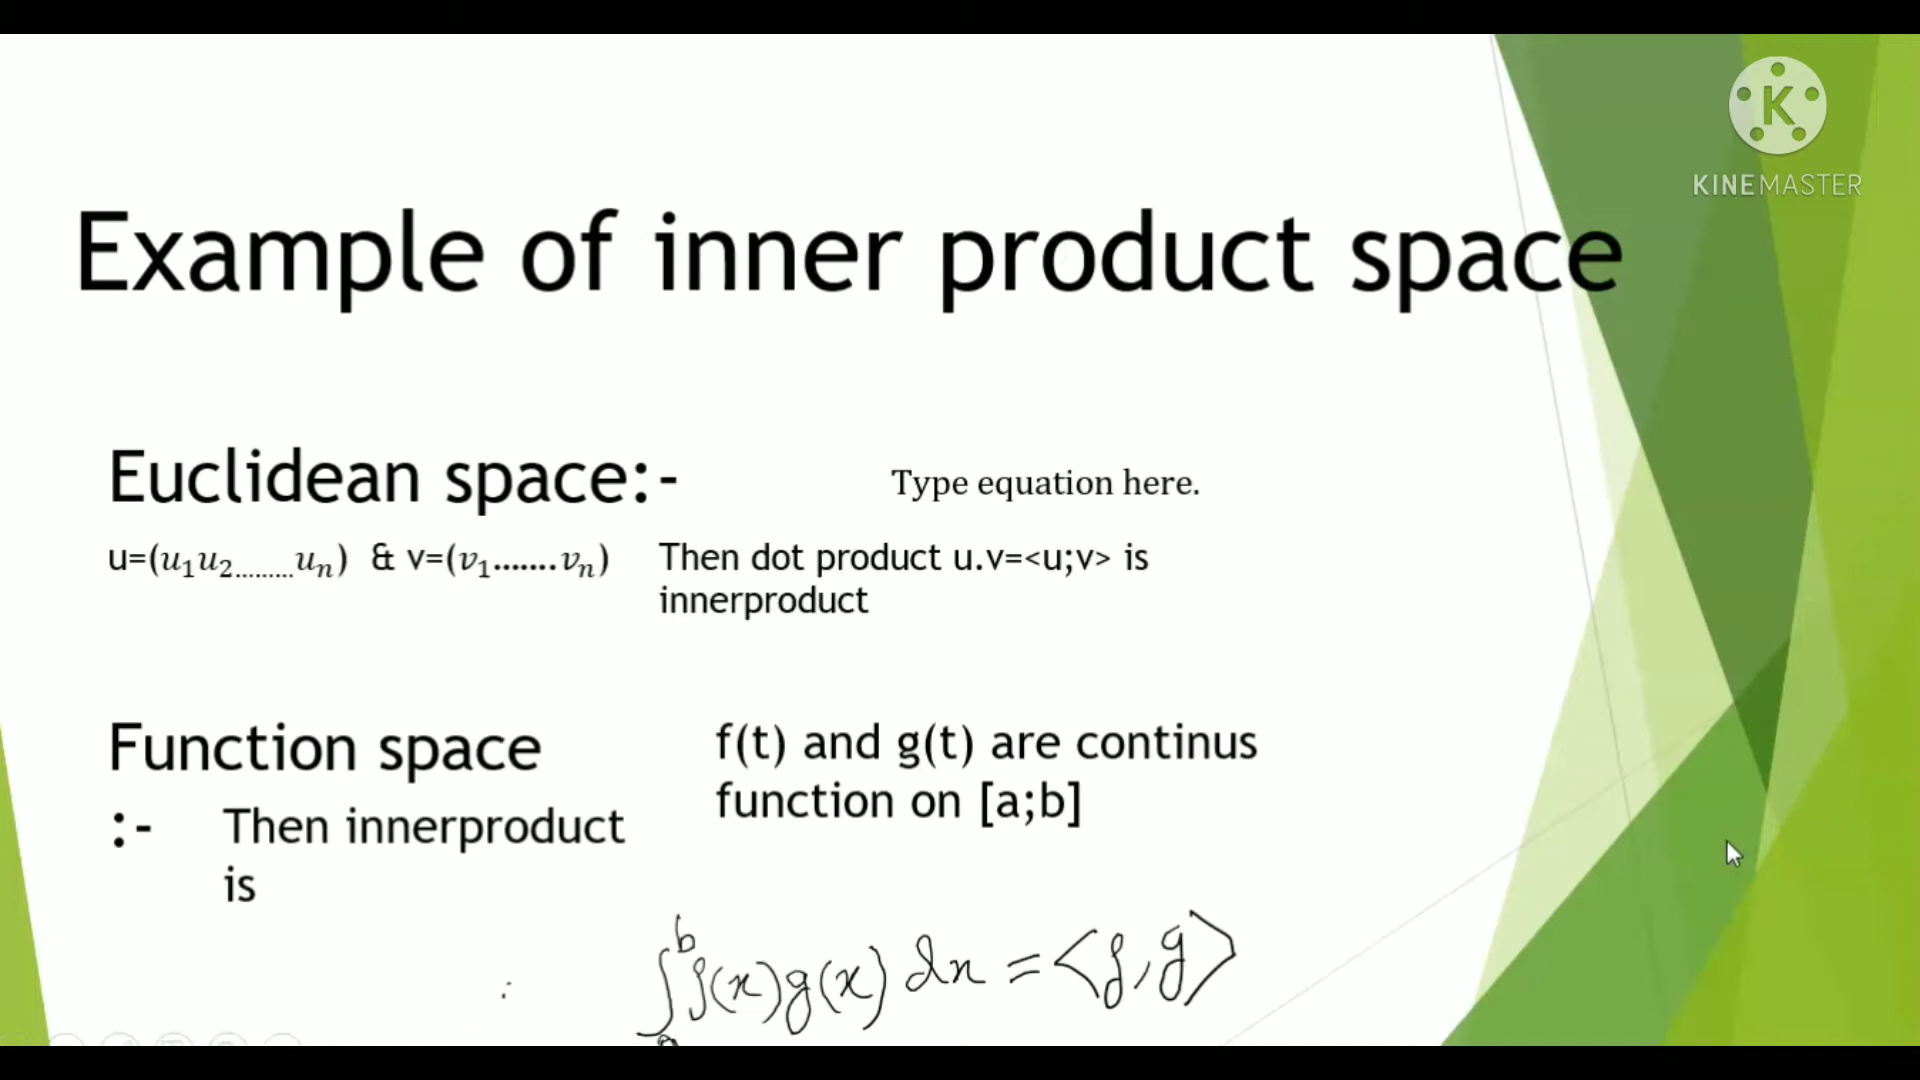 K
KINEMASTER
Example of inner product space
Euclidean space:-
Type equation here.
u=(u₁u₂.........uₙ) & v=(v₁.......vₙ)
Then dot product u.v=<u;v> is
innerproduct
Function space
:-
f(t) and g(t) are continus
function on [a;b]
Then innerproduct
is
∫ₐᵇ f(x)g(x) dx = <f,g>